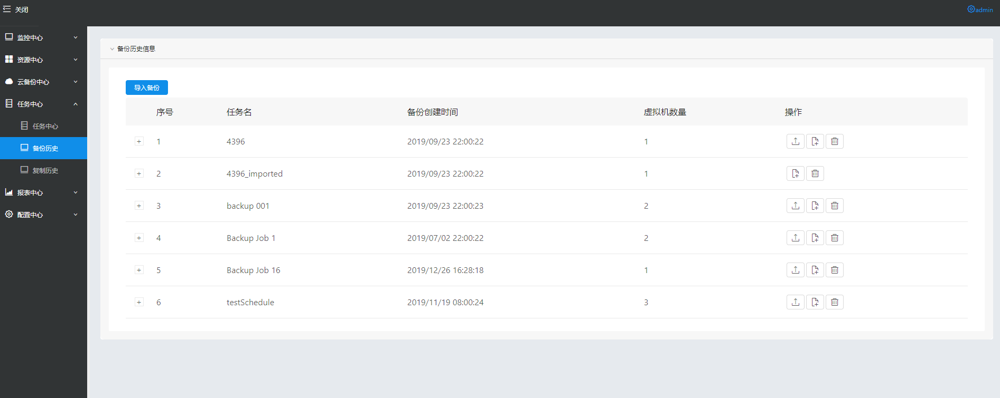 关闭
admin
监控中心
资源中心
云备份中心
任务中心
任务中心
备份历史
复制历史
报表中心
配置中心
备份历史信息
导入备份
序号 任务名 备份创建时间 虚拟机数量 操作
1 4396 2019/09/23 22:00:22 1
2 4396_imported 2019/09/23 22:00:22 1
3 backup 001 2019/09/23 22:00:23 2
4 Backup Job 1 2019/07/02 22:00:22 2
5 Backup Job 16 2019/12/26 16:28:18 1
6 testSchedule 2019/11/19 08:00:24 3